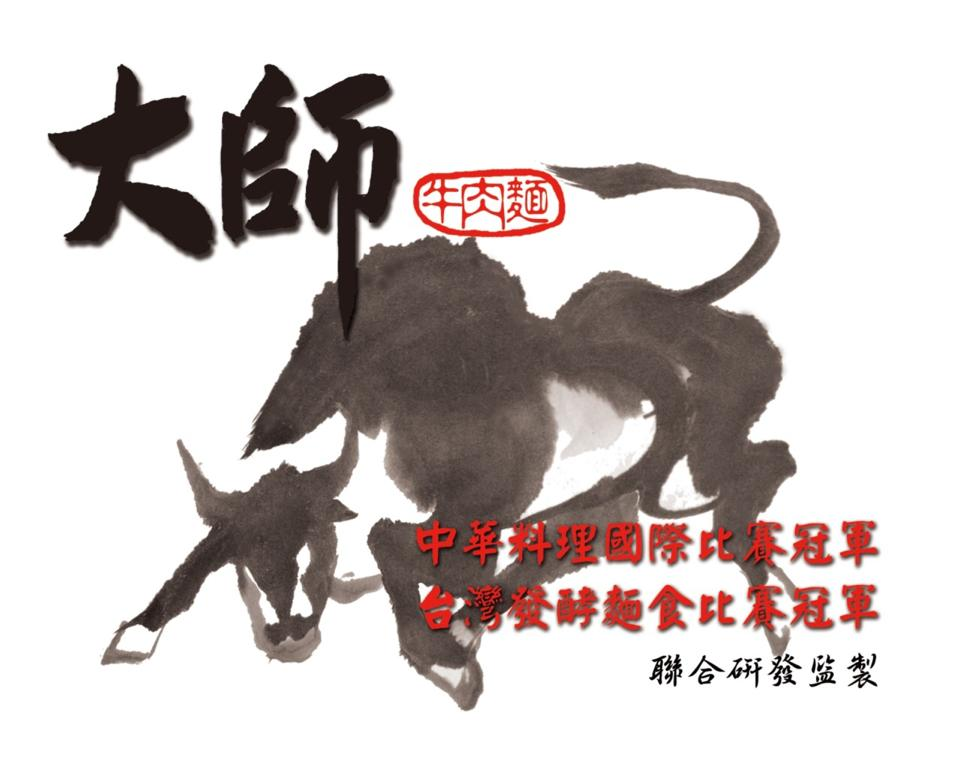 大師
牛肉麵
中華料理國際比賽冠軍
台灣發酵麵食比賽冠軍
聯合研發監製